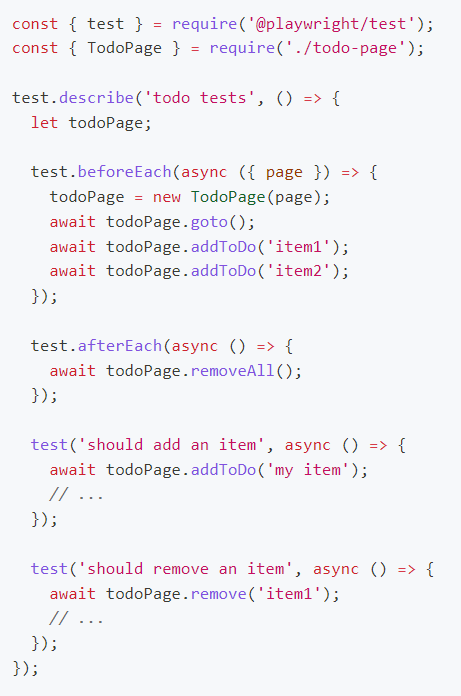 const { test } = require('@playwright/test');
const { TodoPage } = require('./todo-page');

test.describe('todo tests', () => {
  let todoPage;

  test.beforeEach(async ({ page }) => {
    todoPage = new TodoPage(page);
    await todoPage.goto();
    await todoPage.addToDo('item1');
    await todoPage.addToDo('item2');
  });

  test.afterEach(async () => {
    await todoPage.removeAll();
  });

  test('should add an item', async () => {
    await todoPage.addToDo('my item');
    // ...
  });

  test('should remove an item', async () => {
    await todoPage.remove('item1');
    // ...
  });
});